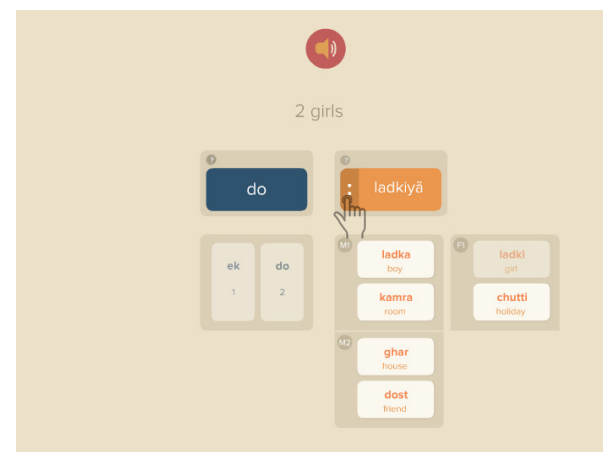 2 girls
?
?
do
ladkiyā̃
ek
1
do
2
M1
ladka
boy
kamra
room
F1
ladki
girl
chutti
holiday
M2
ghar
house
dost
friend